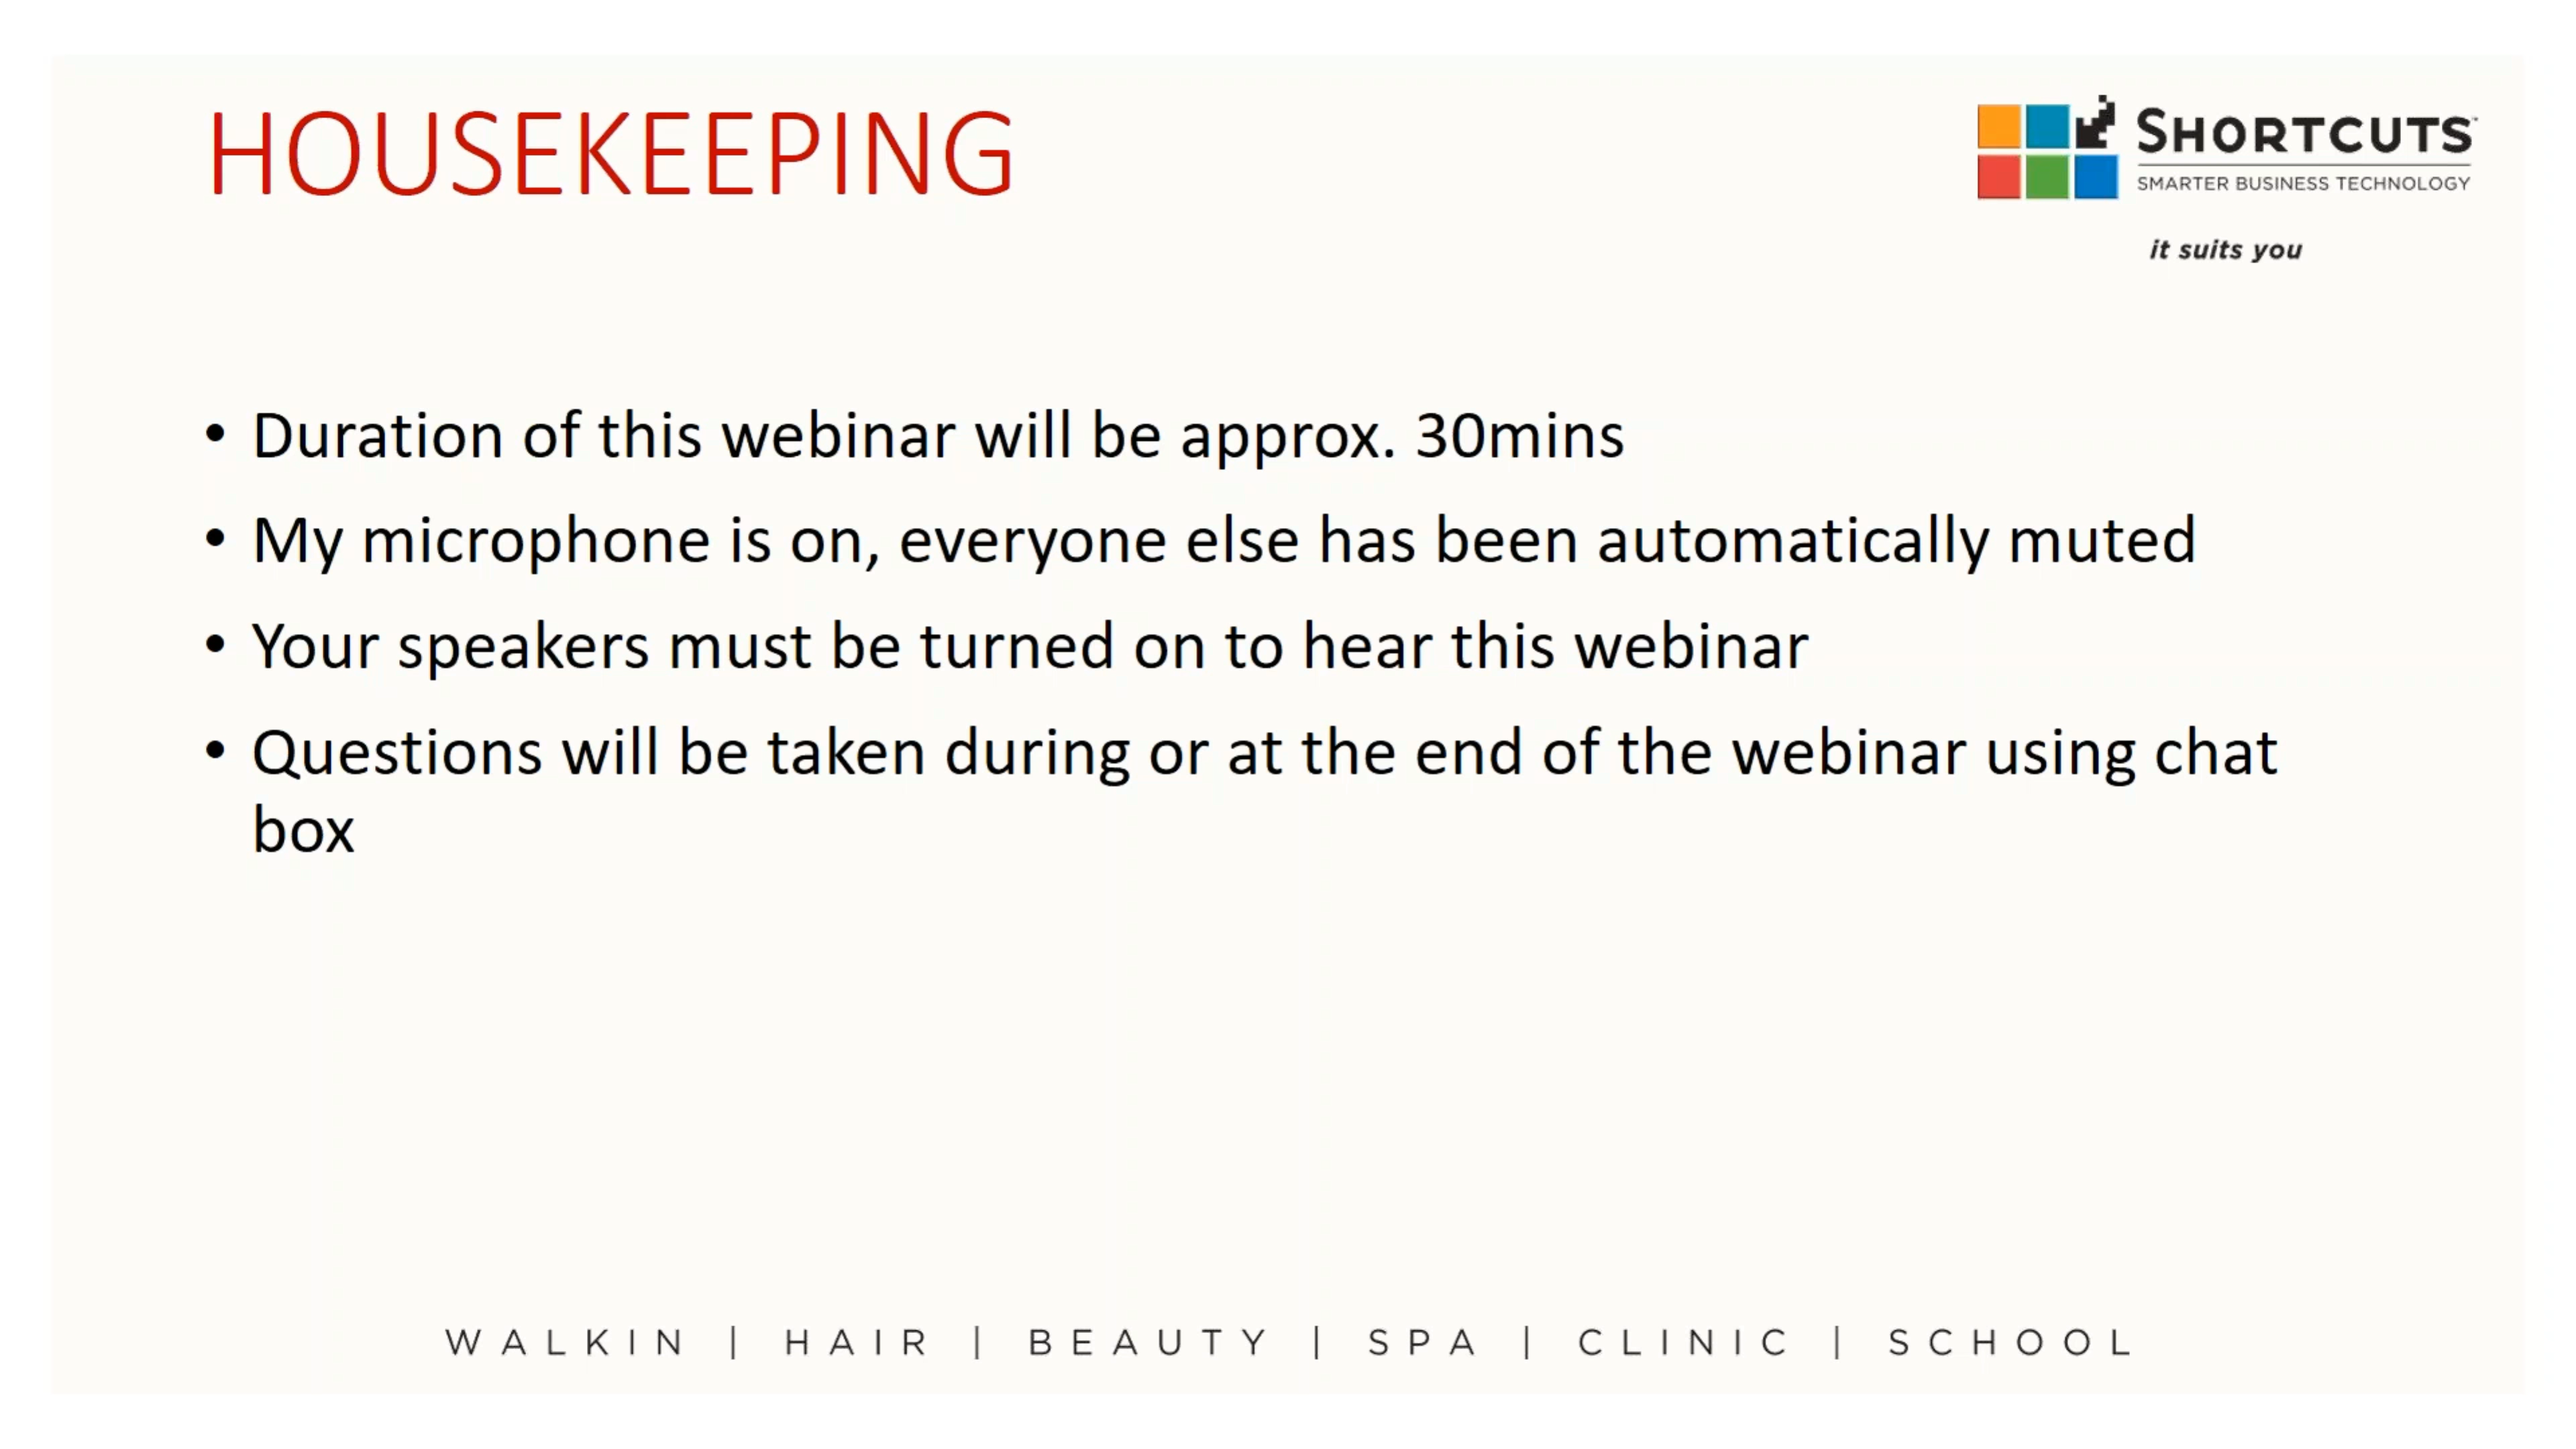 HOUSEKEEPING
SHORTCUTS™
SMARTER BUSINESS TECHNOLOGY
it suits you
• Duration of this webinar will be approx. 30mins
• My microphone is on, everyone else has been automatically muted
• Your speakers must be turned on to hear this webinar
• Questions will be taken during or at the end of the webinar using chat
box
WALKIN | HAIR | BEAUTY | SPA | CLINIC | SCHOOL